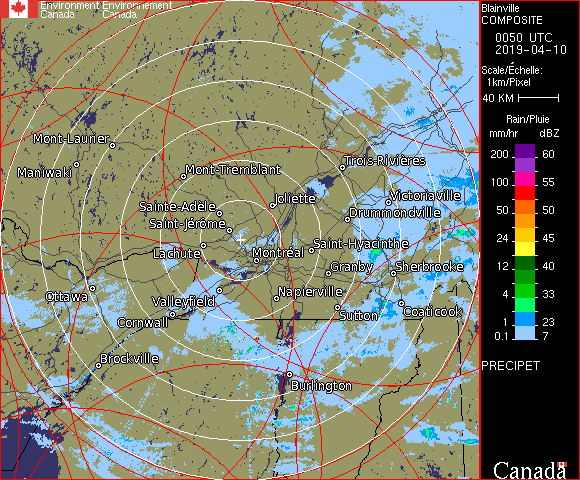 Environment Environnement
Canada Canada
Blainville
COMPOSITE
0050 UTC
2019-04-10
Scale/Échelle:
1km/Pixel
40 KM
Rain/Pluie
mm/hr dBZ
200 60
100 55
50 50
24 45
12 40
4 33
1 23
0.1 7
PRECIPET
Canada
Mont-Laurier
Maniwaki
Mont-Tremblant
Trois-Rivières
Joliette
Victoriaville
Sainte-Adèle
Drummondville
Saint-Jérôme
Saint-Hyacinthe
Lachute
Montréal
Granby
Sherbrooke
Ottawa
Valleyfield
Napierville
Cornwall
Sutton
Coaticook
Brockville
Burlington